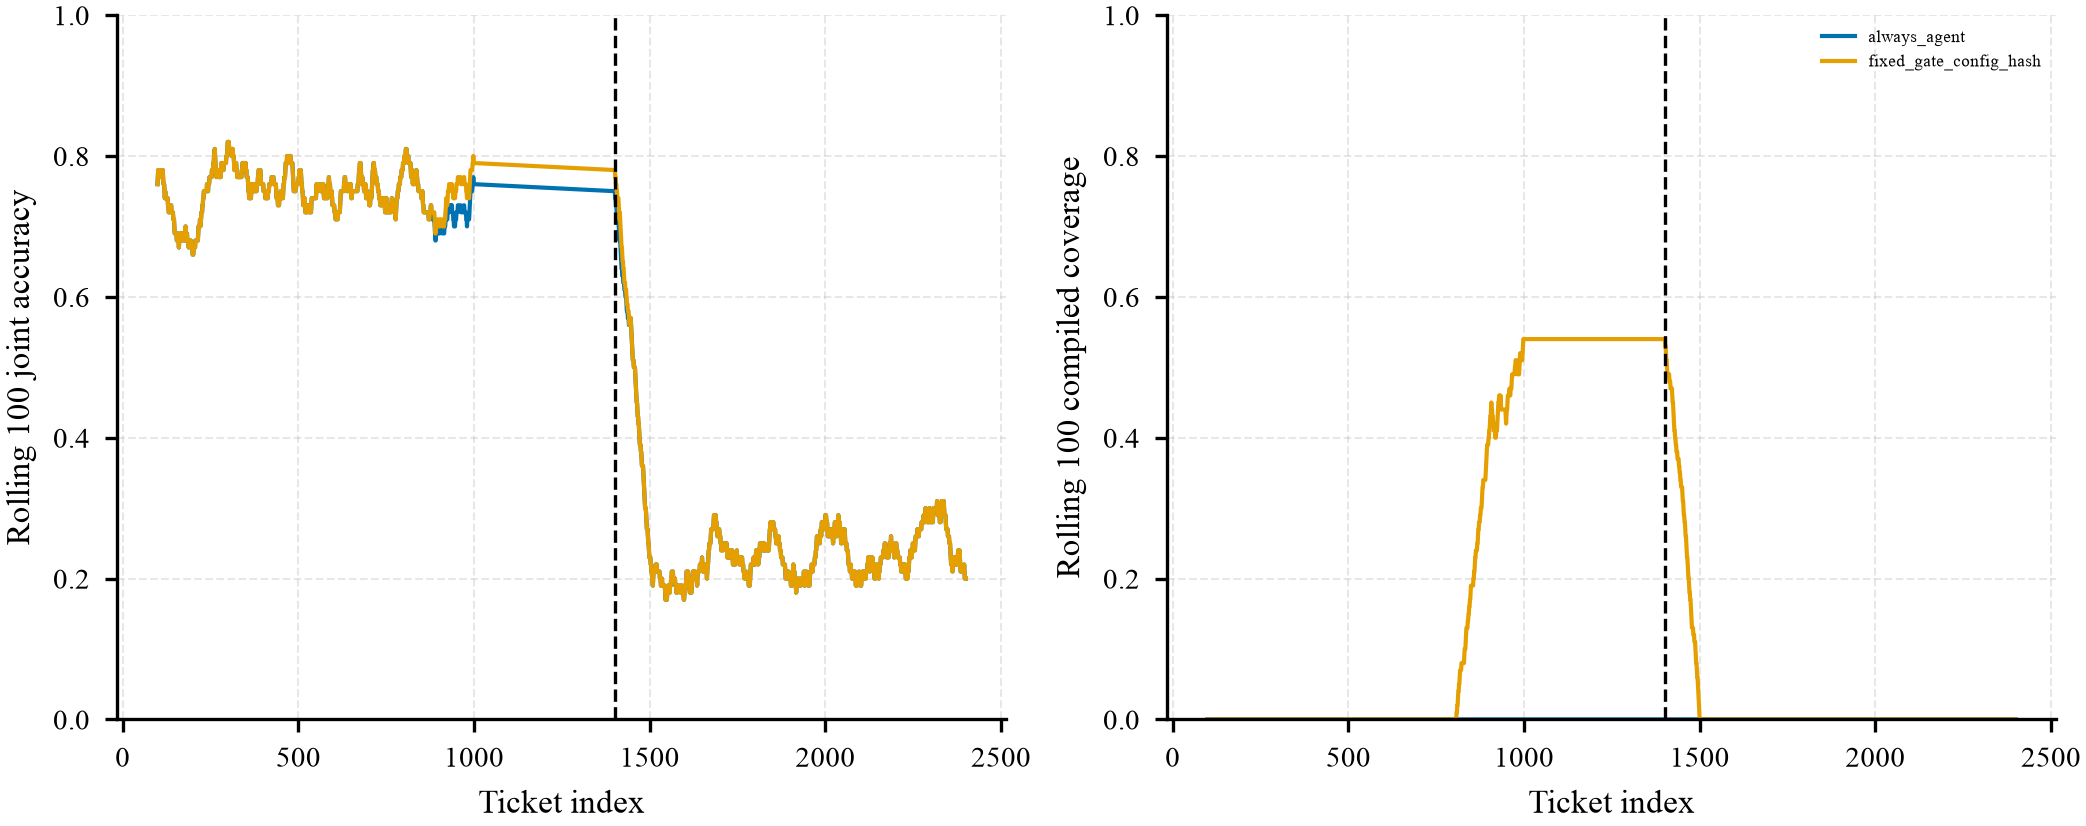 Rolling 100 joint accuracy
1.0
0.8
0.6
0.4
0.2
0.0
0 500 1000 1500 2000 2500
Ticket index
Rolling 100 compiled coverage
1.0
0.8
0.6
0.4
0.2
0.0
0 500 1000 1500 2000 2500
Ticket index
always_agent
fixed_gate_config_hash